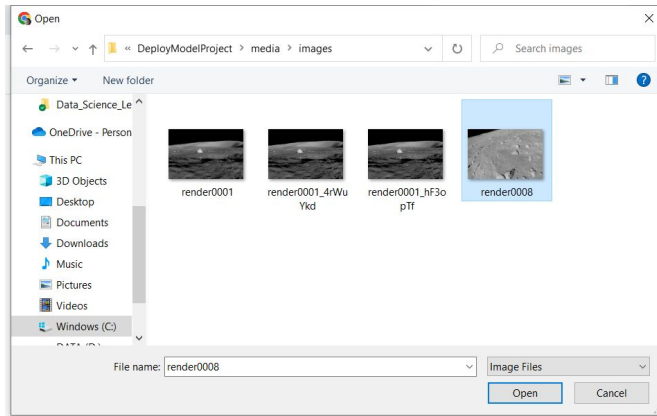 Open
« DeployModelProject > media > images
Search images
Organize
New folder
Data_Science_Le
OneDrive - Person
This PC
3D Objects
Desktop
Documents
Downloads
Music
Pictures
Videos
Windows (C:)
DATA (D:)
render0001
render0001_4rWu
Ykd
render0001_hF3o
pTf
render0008
File name: render0008
Image Files
Open
Cancel